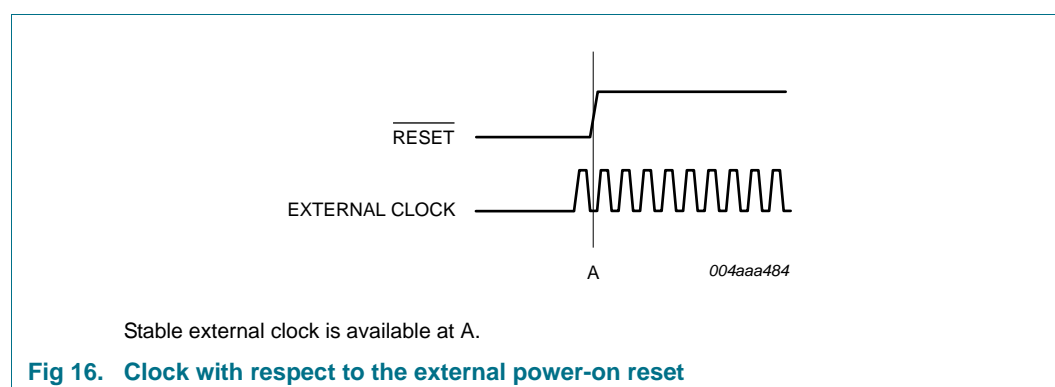 RESET
EXTERNAL CLOCK
A
004aaa484
Stable external clock is available at A.
Fig 16. Clock with respect to the external power-on reset